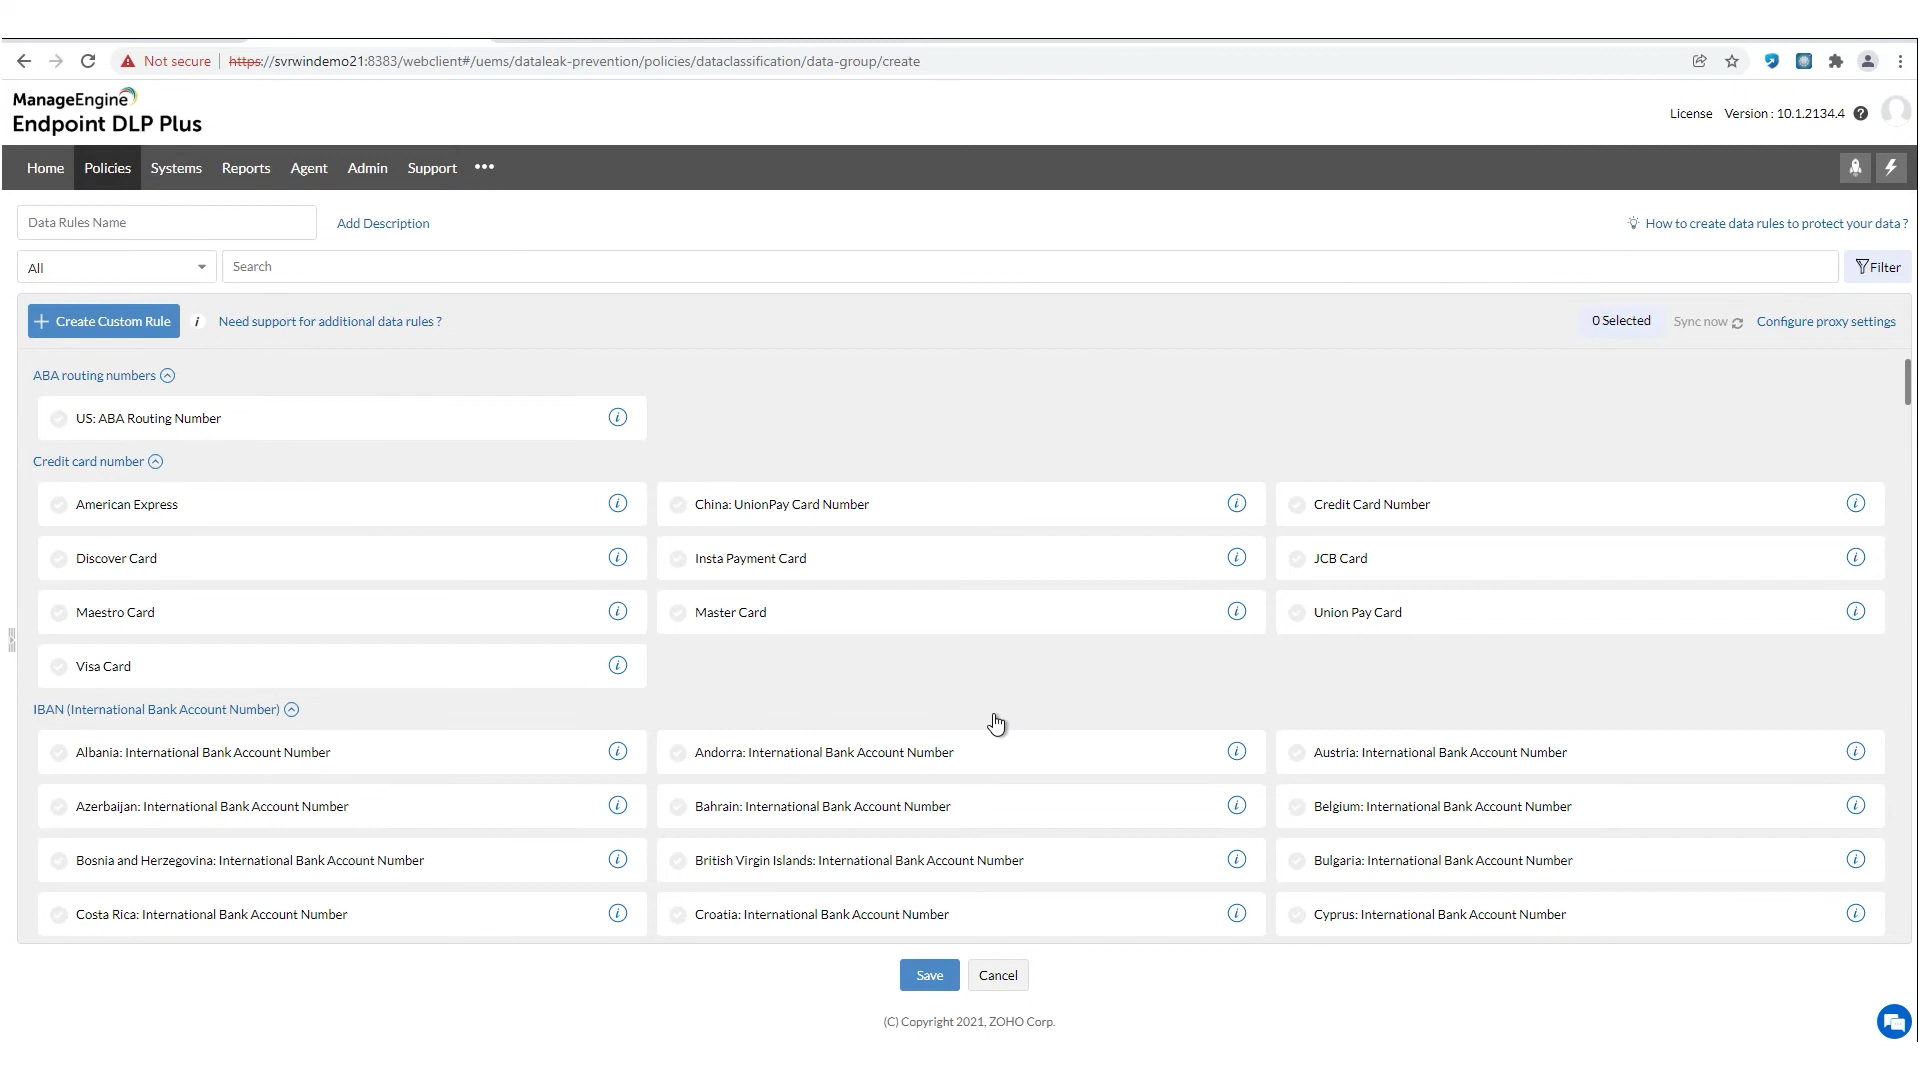 Not secure | https://svrwindemo21:8383/webclient#/uems/dataleak-prevention/policies/dataclassification/data-group/create
ManageEngine
Endpoint DLP Plus
License Version : 10.1.2134.4 ?
Home Policies Systems Reports Agent Admin Support •••
Data Rules Name Add Description How to create data rules to protect your data ?
All Search Filter
+ Create Custom Rule i Need support for additional data rules ? 0 Selected Sync now Configure proxy settings
ABA routing numbers
US: ABA Routing Number i
Credit card number
American Express i China: UnionPay Card Number i Credit Card Number i
Discover Card i Insta Payment Card i JCB Card i
Maestro Card i Master Card i Union Pay Card i
Visa Card i
IBAN (International Bank Account Number)
Albania: International Bank Account Number i Andorra: International Bank Account Number i Austria: International Bank Account Number i
Azerbaijan: International Bank Account Number i Bahrain: International Bank Account Number i Belgium: International Bank Account Number i
Bosnia and Herzegovina: International Bank Account Number i British Virgin Islands: International Bank Account Number i Bulgaria: International Bank Account Number i
Costa Rica: International Bank Account Number i Croatia: International Bank Account Number i Cyprus: International Bank Account Number i
Save Cancel
(C) Copyright 2021, ZOHO Corp.